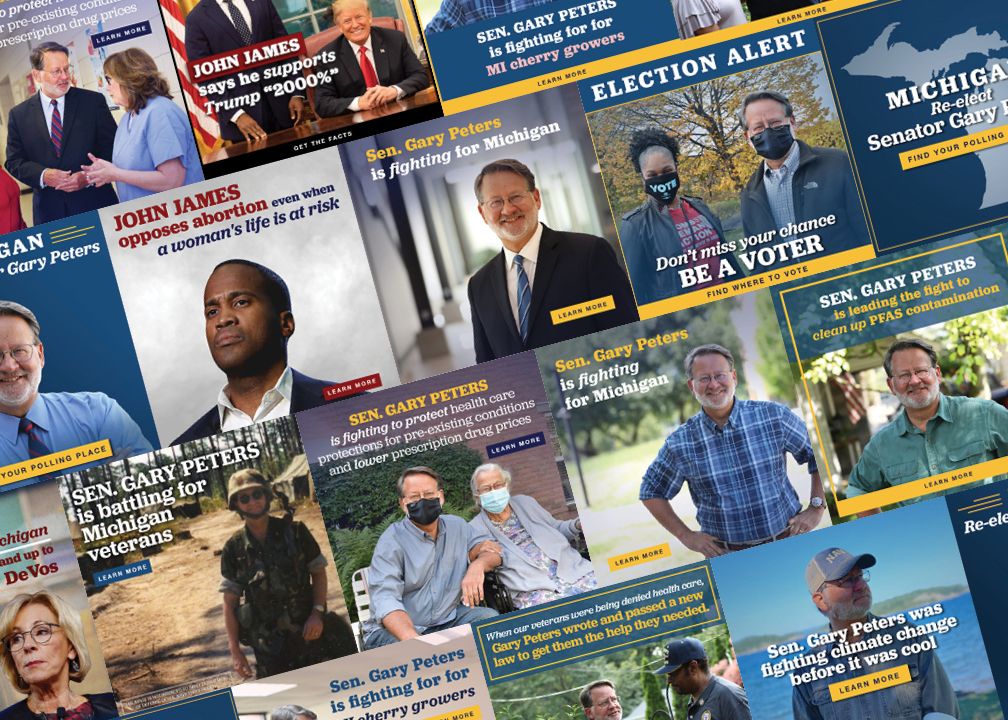 to protect
r pre-existing conditions
prescription drug prices
LEARN MORE
JOHN JAMES
says he supports
Trump “2000%”
GET THE FACTS
SEN. GARY PETERS
is fighting for for
MI cherry growers
LEARN MORE
LEARN MORE
ELECTION ALERT
VOTE
Don't miss your chance
BE A VOTER
FIND WHERE TO VOTE
MICHIGA
Re-elect
Senator Gary
FIND YOUR POLLING
GAN
r Gary Peters
YOUR POLLING PLACE
JOHN JAMES
opposes abortion even when
a woman's life is at risk
LEARN MORE
Sen. Gary Peters
is fighting for Michigan
LEARN MORE
SEN. GARY PETERS
is leading the fight to
clean up PFAS contamination
LEARN MORE
SEN. GARY PETERS
is battling for
Michigan
veterans
LEARN MORE
SEN. GARY PETERS
is fighting to protect health care
protections for pre-existing conditions
and lower prescription drug prices
LEARN MORE
Sen. Gary Peters
is fighting
for Michigan
LEARN MORE
chigan
and up to
DeVos
Sen. Gary Peters
is fighting for for
cherry growers
MORE
When our veterans were being denied health care,
Gary Peters wrote and passed a new
law to get them the help they needed.
NAVY
Sen. Gary Peters was
fighting climate change
before it was cool
LEARN MORE
Re-ele